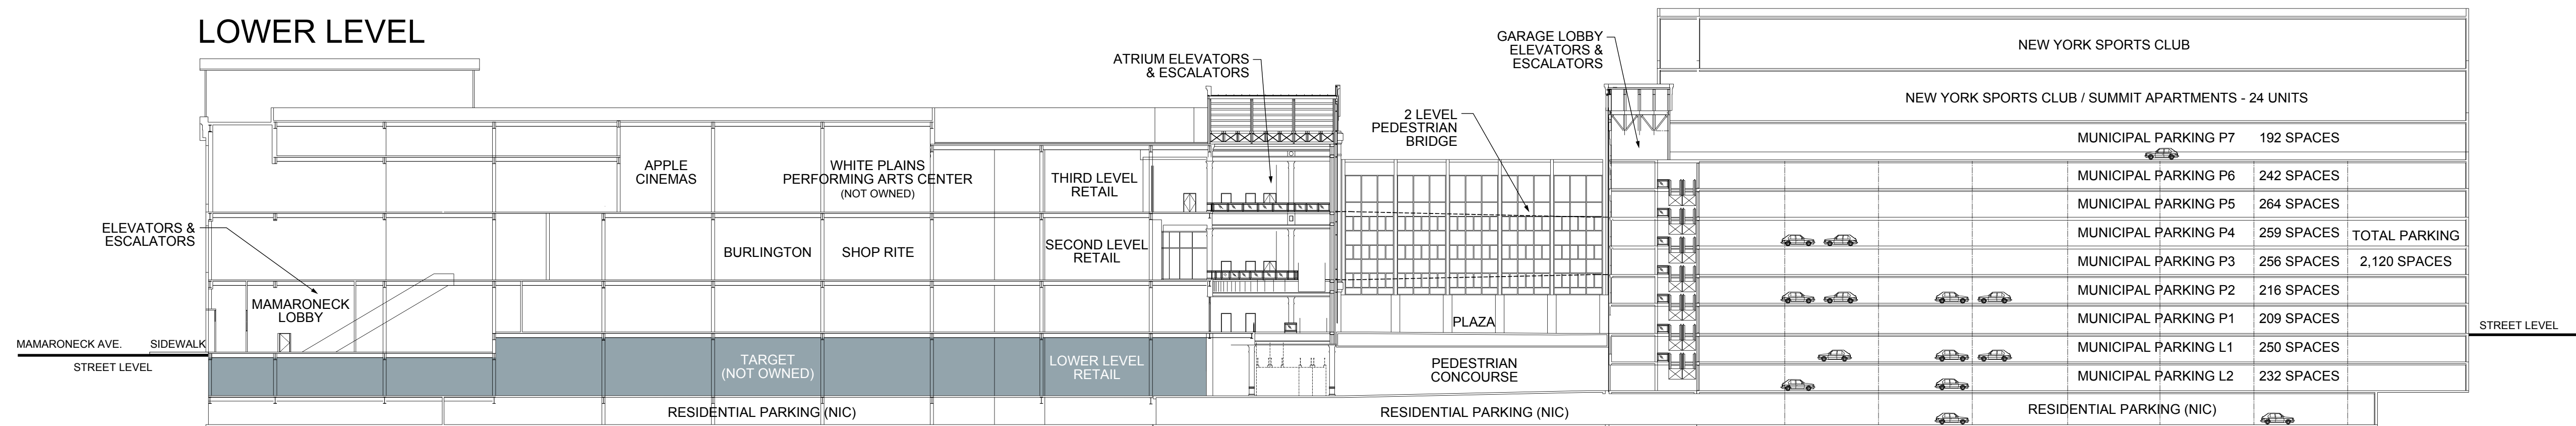 LOWER LEVEL
ATRIUM ELEVATORS
& ESCALATORS
GARAGE LOBBY
ELEVATORS &
ESCALATORS
2 LEVEL
PEDESTRIAN
BRIDGE
NEW YORK SPORTS CLUB
NEW YORK SPORTS CLUB / SUMMIT APARTMENTS - 24 UNITS
MUNICIPAL PARKING P7 192 SPACES
MUNICIPAL PARKING P6 242 SPACES
MUNICIPAL PARKING P5 264 SPACES
MUNICIPAL PARKING P4 259 SPACES
MUNICIPAL PARKING P3 256 SPACES
MUNICIPAL PARKING P2 216 SPACES
MUNICIPAL PARKING P1 209 SPACES
MUNICIPAL PARKING L1 250 SPACES
MUNICIPAL PARKING L2 232 SPACES
TOTAL PARKING
2,120 SPACES
APPLE
CINEMAS
WHITE PLAINS
PERFORMING ARTS CENTER
(NOT OWNED)
THIRD LEVEL
RETAIL
ELEVATORS &
ESCALATORS
BURLINGTON
SHOP RITE
SECOND LEVEL
RETAIL
MAMARONECK
LOBBY
PLAZA
MAMARONECK AVE.
SIDEWALK
STREET LEVEL
STREET LEVEL
TARGET
(NOT OWNED)
LOWER LEVEL
RETAIL
PEDESTRIAN
CONCOURSE
RESIDENTIAL PARKING (NIC)
RESIDENTIAL PARKING (NIC)
RESIDENTIAL PARKING (NIC)